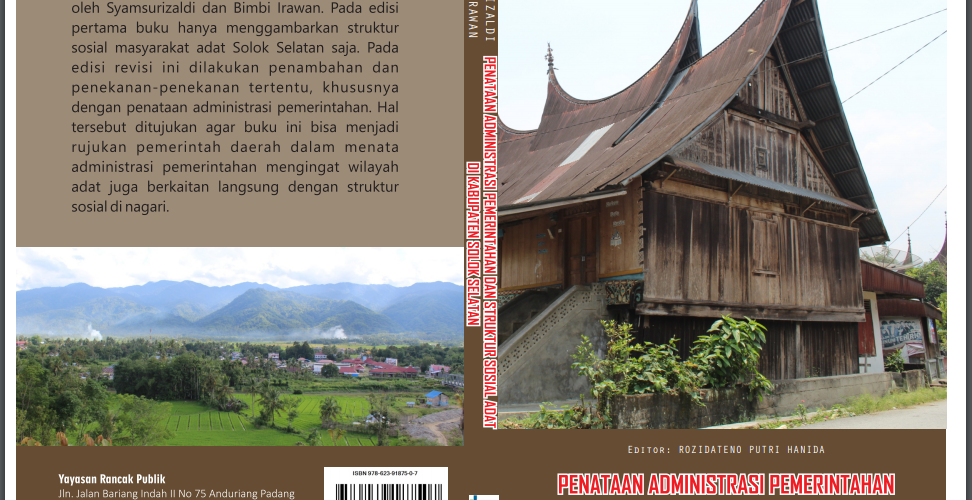 oleh Syamsurizaldi dan Bimbi Irawan. Pada edisi
pertama buku hanya menggambarkan struktur
sosial masyarakat adat Solok Selatan saja. Pada
edisi revisi ini dilakukan penambahan dan
penekanan-penekanan tertentu, khususnya
dengan penataan administrasi pemerintahan. Hal
tersebut ditujukan agar buku ini bisa menjadi
rujukan pemerintah daerah dalam menata
administrasi pemerintahan mengingat wilayah
adat juga berkaitan langsung dengan struktur
sosial di nagari.
Yayasan Rancak Publik
Jln. Jalan Bariang Indah II No 75 Anduriang Padang
ISBN 978-623-91875-0-7
IZALDI
RAWAN
PENATAAN ADMINISTRASI PEMERINTAHAN DAN STRUKTUR SOSIAL ADAT
DI KABUPATEN SOLOK SELATAN
Editor: ROZIDATENO PUTRI HANIDA
PENATAAN ADMINISTRASI PEMERINTAHAN